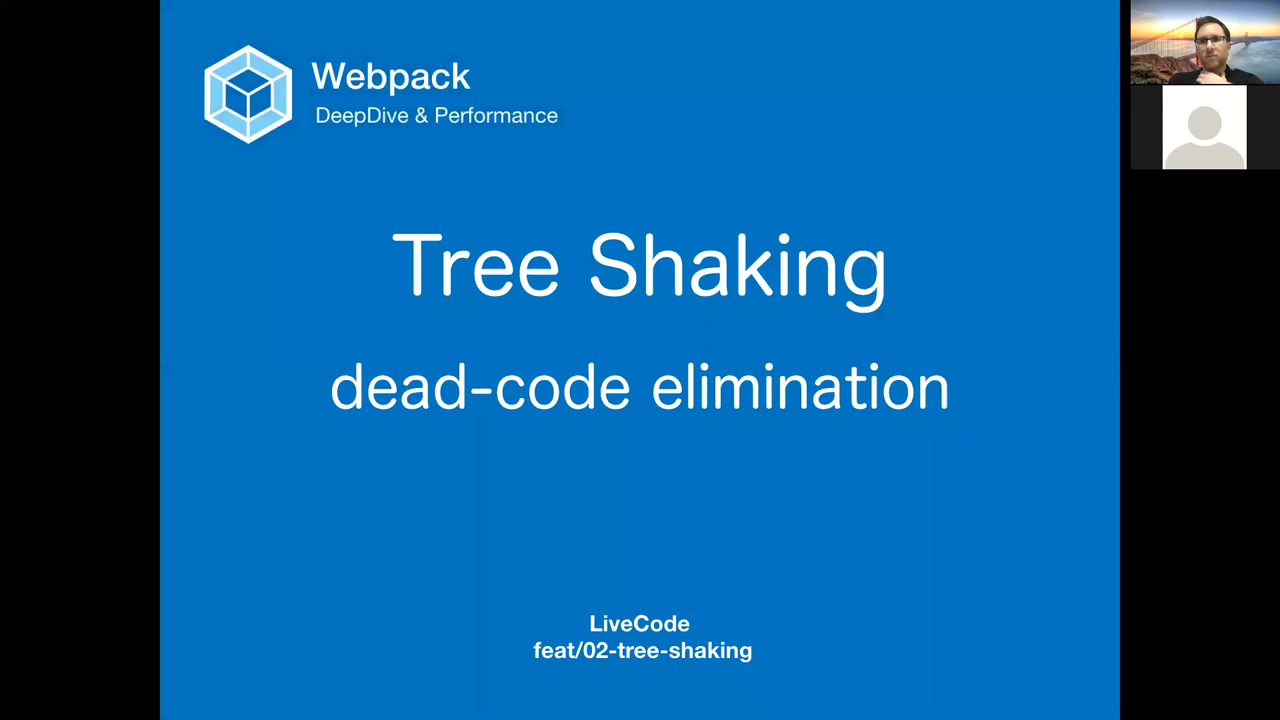 Webpack
DeepDive & Performance
Tree Shaking
dead-code elimination
LiveCode
feat/02-tree-shaking